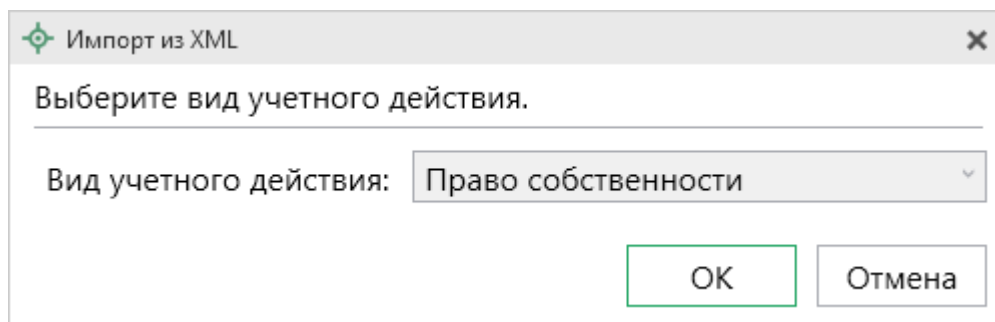 Импорт из XML
Выберите вид учетного действия.
Вид учетного действия: Право собственности
ОК Отмена